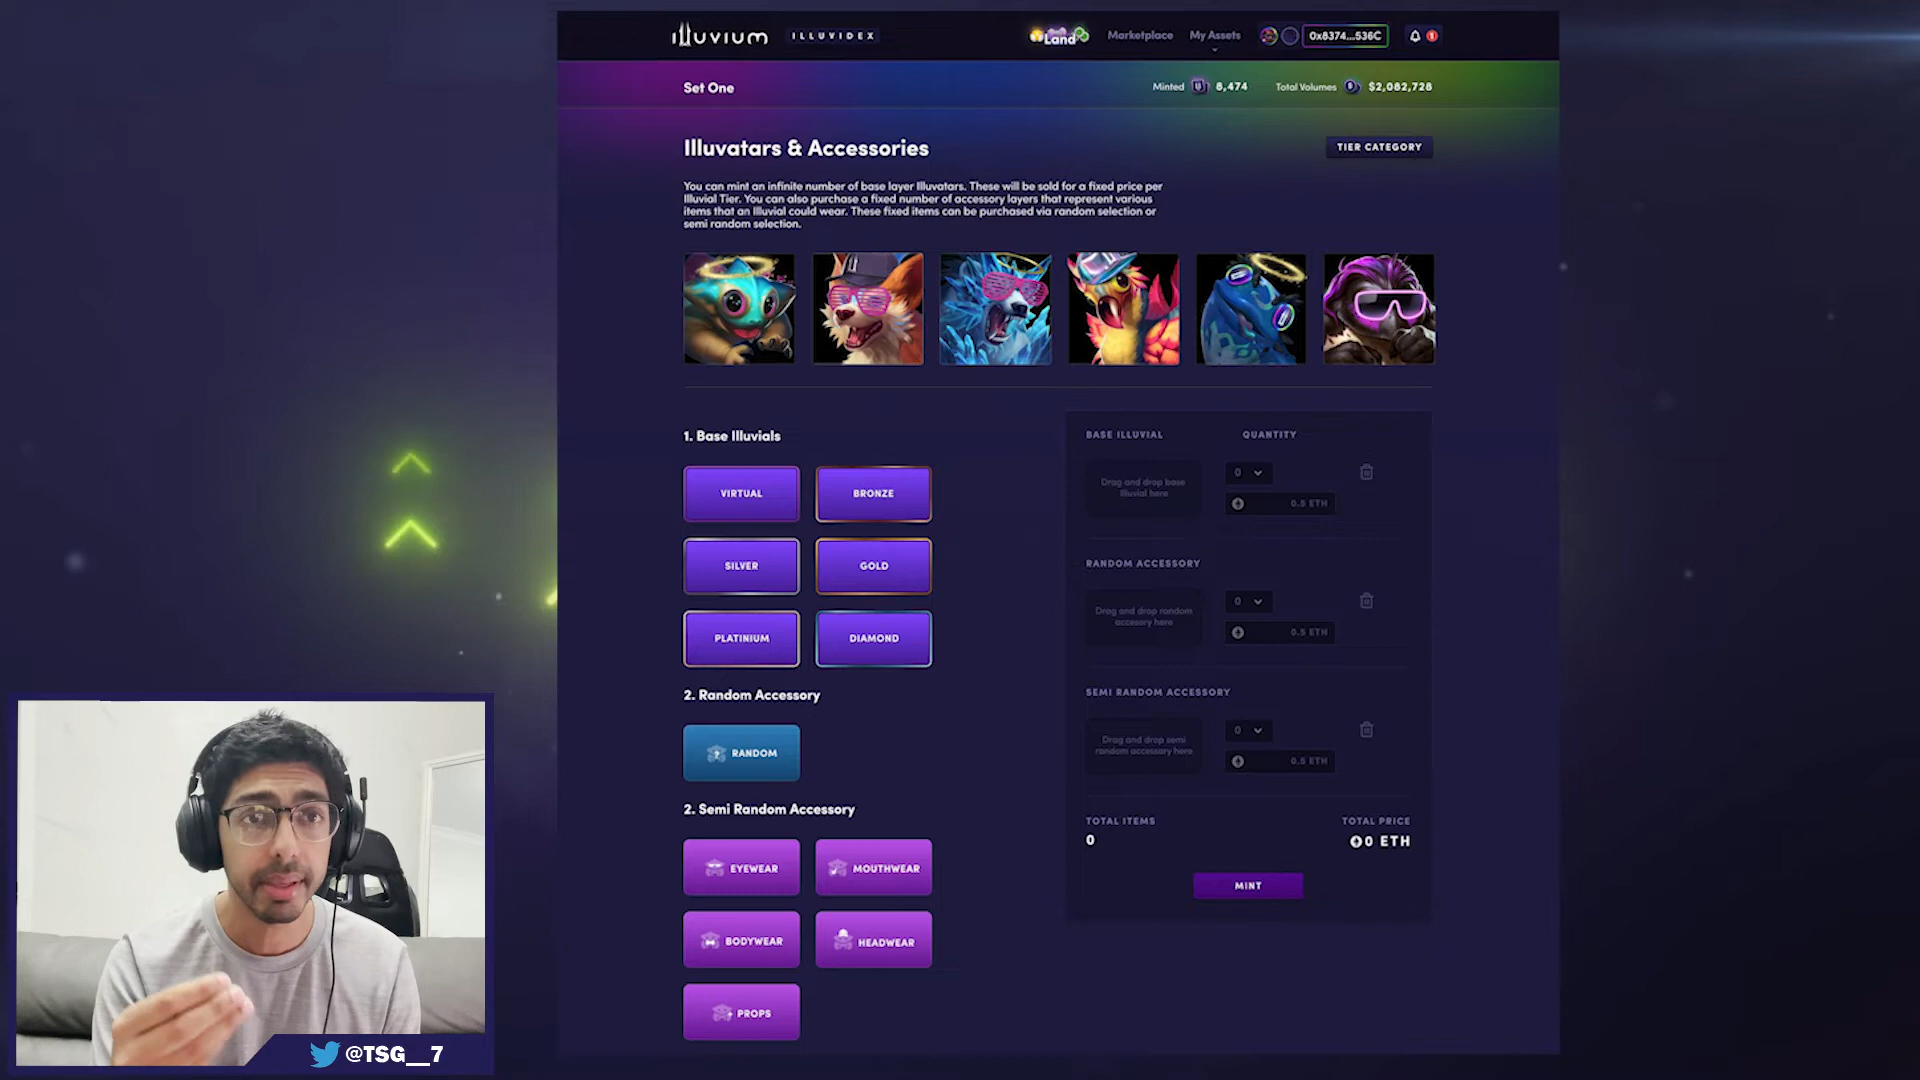 illuvium
ILLUVIDEX
Land
Marketplace
My Assets
0x8374...536C
1
Set One
Minted
8,474
Total Volumes
$2,082,728
Illuvatars & Accessories
TIER CATEGORY
You can mint an infinite number of base layer Illuvatars. These will be sold for a fixed price per
Illuvial Tier. You can also purchase a fixed number of accessory layers that represent various
items that an Illuvial could wear. These fixed items can be purchased via random selection or
semi random selection.
1. Base Illuvials
VIRTUAL
BRONZE
SILVER
GOLD
PLATINIUM
DIAMOND
2. Random Accessory
RANDOM
2. Semi Random Accessory
EYEWEAR
MOUTHWEAR
BODYWEAR
HEADWEAR
PROPS
BASE ILLUVIAL
QUANTITY
Drag and drop base
Illuvial here
0
0.5 ETH
RANDOM ACCESSORY
Drag and drop random
accesory here
0
0.5 ETH
SEMI RANDOM ACCESSORY
Drag and drop semi
random accessary here
0
0.5 ETH
TOTAL ITEMS
0
TOTAL PRICE
0 ETH
MINT
@TSG__7